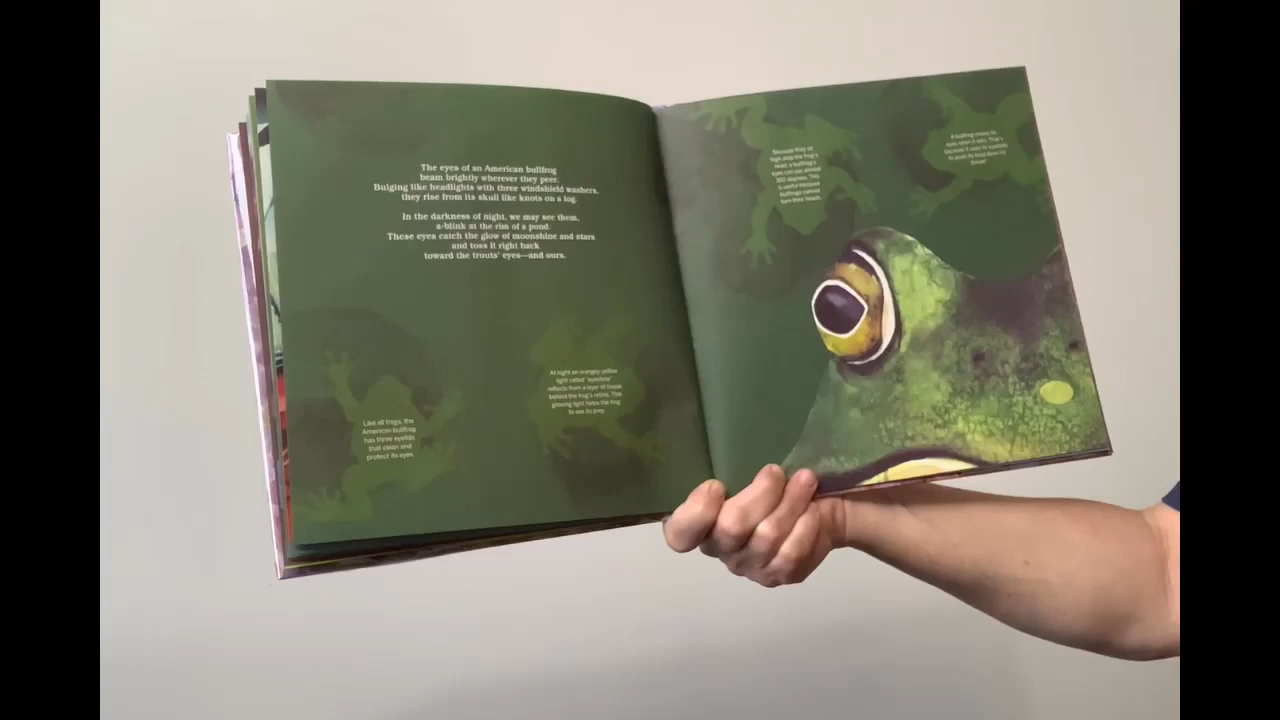 The eyes of an American bullfrog
beam brightly wherever they peer.
Bulging like headlights with three windshield washers,
they rise from its skull like knots on a log.
In the darkness of night, we may see them,
a-blink at the rim of a pond.
These eyes catch the glow of moonshine and stars
and toss it right back
toward the trouts' eyes—and ours.
Like all frogs, the
American bullfrog
has three eyelids
that clean and
protect its eyes.
At night an orangey-yellow
light called "eyeshine"
reflects from a layer of tissue
behind the frog's retina. This
glowing light helps the frog
to see its prey.
Because they sit
high atop the frog's
head, a bullfrog's
eyes can see almost
360 degrees. This
is useful because
bullfrogs cannot
turn their heads.
A bullfrog closes its
eyes when it eats. That's
because it uses its eyeballs
to push its food down its
throat!